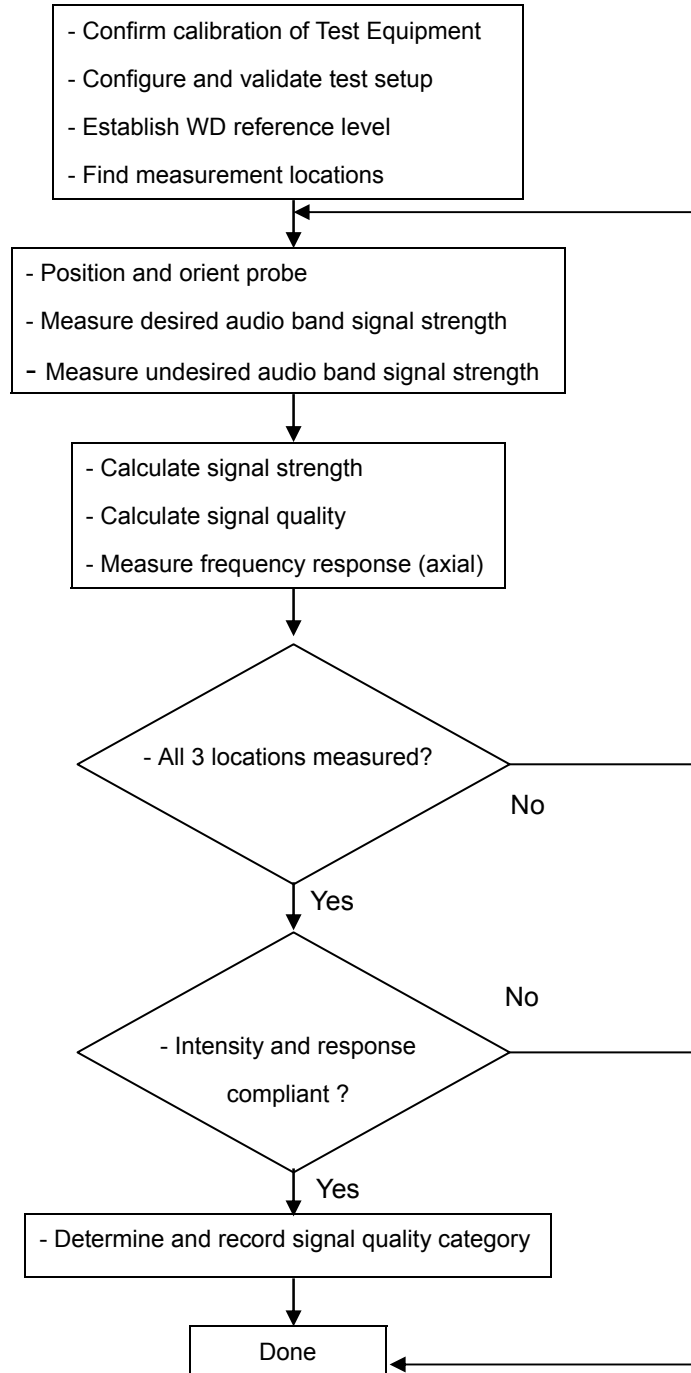 - Confirm calibration of Test Equipment
- Configure and validate test setup
- Establish WD reference level
- Find measurement locations
- Position and orient probe
- Measure desired audio band signal strength
- Measure undesired audio band signal strength
- Calculate signal strength
- Calculate signal quality
- Measure frequency response (axial)
- All 3 locations measured?
No
Yes
No
- Intensity and response
compliant ?
Yes
- Determine and record signal quality category
Done